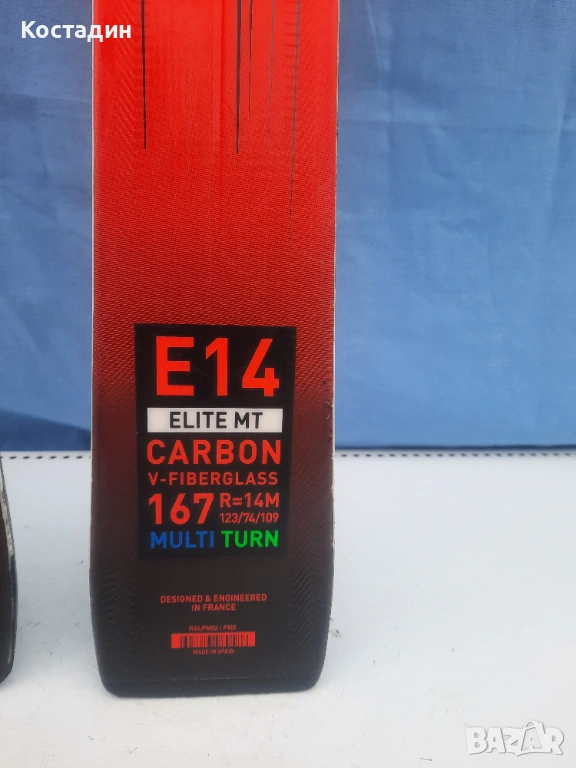 Костадин
E14
ELITE MT
CARBON
V-FIBERGLASS
167 R=14M
123/74/109
MULTI TURN
DESIGNED & ENGINEERED
IN FRANCE
MADE IN SPAIN
BAZAR